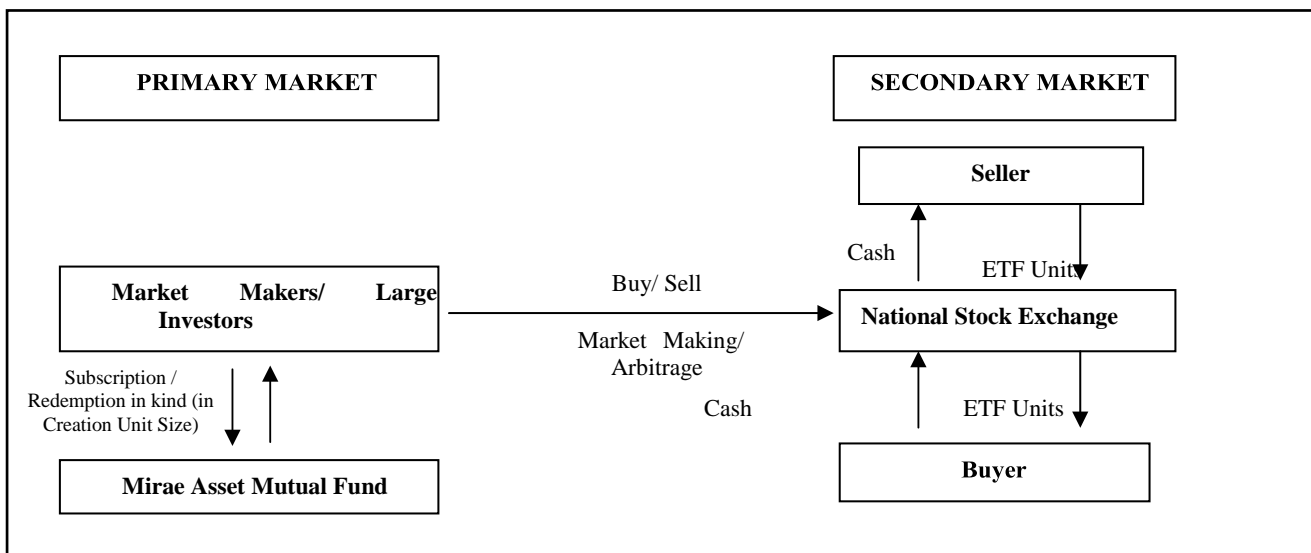 PRIMARY MARKET
SECONDARY MARKET
Seller
Cash
ETF Units
Market Makers/ Large
Investors
Buy/ Sell
National Stock Exchange
Market Making/
Arbitrage
Subscription /
Redemption in kind (in
Creation Unit Size)
Cash
ETF Units
Mirae Asset Mutual Fund
Buyer